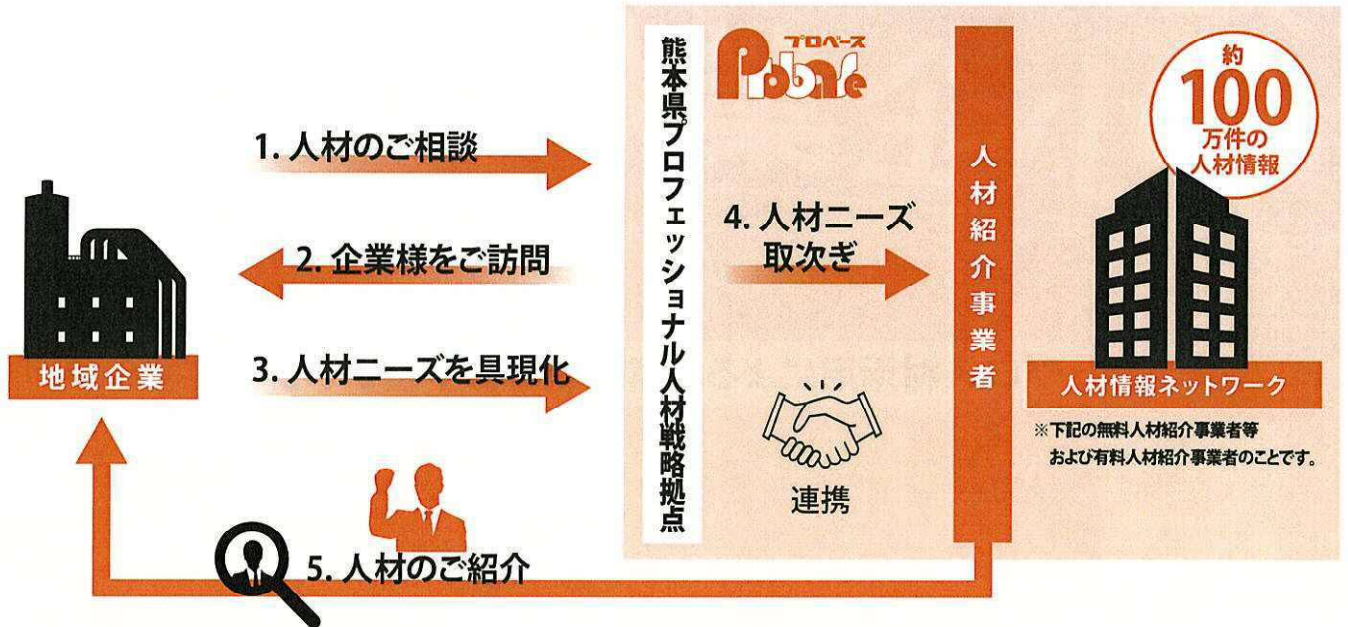 1. 人材のご相談
2. 企業様をご訪問
3. 人材ニーズを具現化
地域企業
5. 人材のご紹介
熊本県プロフェッショナル人材戦略拠点
プロベース
Probase
4. 人材ニーズ
取次ぎ
連携
人材紹介事業者
約
100
万件の
人材情報
人材情報ネットワーク
※下記の無料人材紹介事業者等
および有料人材紹介事業者のことです。